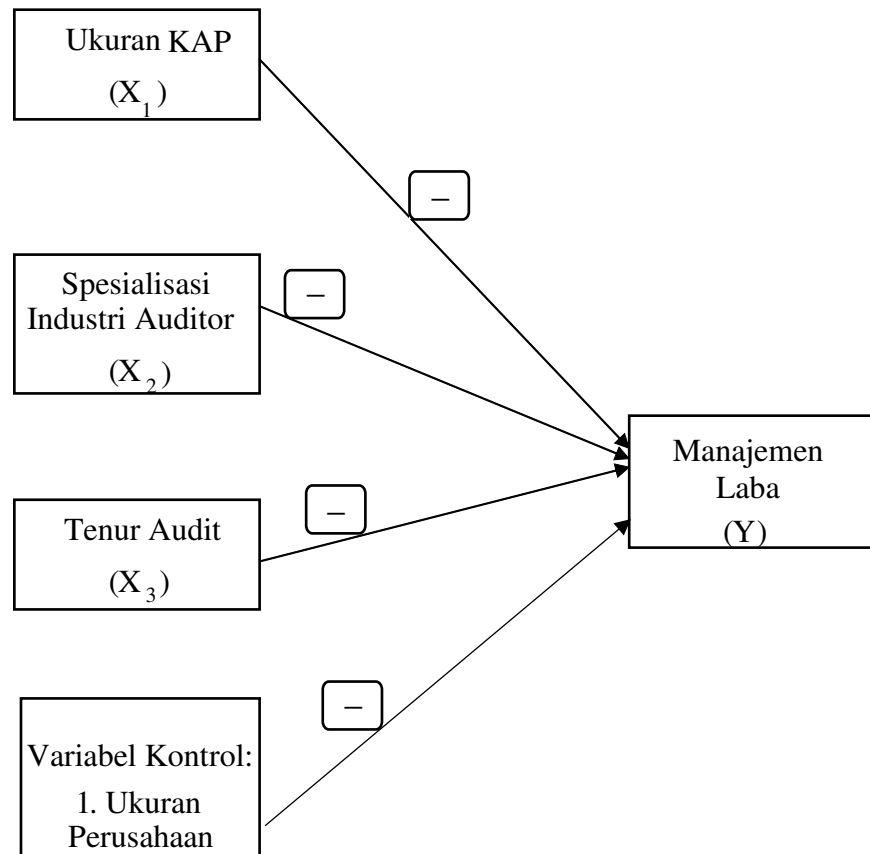 Ukuran KAP
(X1)
–
Spesialisasi
Industri Auditor
(X2)
–
Manajemen
Laba
(Y)
Tenur Audit
(X3)
–
–
Variabel Kontrol:
1. Ukuran
Perusahaan